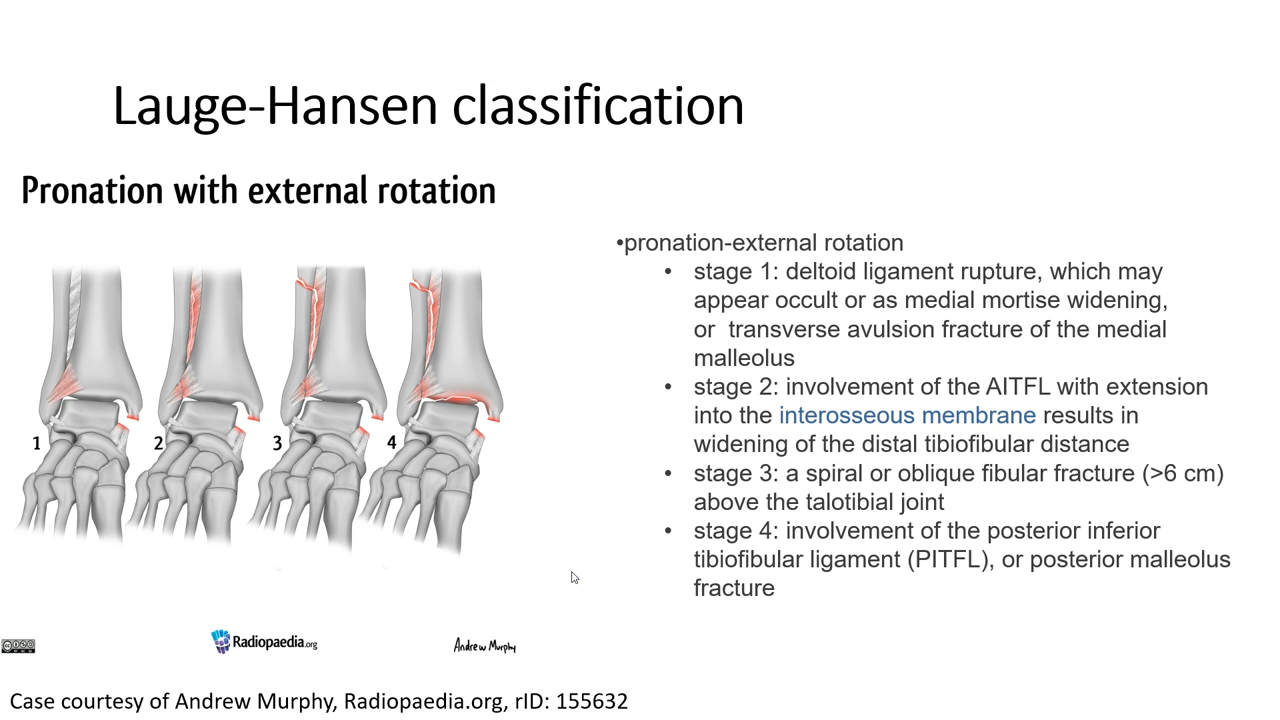 Lauge-Hansen classification
Pronation with external rotation
1
2
3
4
•pronation-external rotation
• stage 1: deltoid ligament rupture, which may
appear occult or as medial mortise widening,
or transverse avulsion fracture of the medial
malleolus
• stage 2: involvement of the AITFL with extension
into the interosseous membrane results in
widening of the distal tibiofibular distance
• stage 3: a spiral or oblique fibular fracture (>6 cm)
above the talotibial joint
• stage 4: involvement of the posterior inferior
tibiofibular ligament (PITFL), or posterior malleolus
fracture
Radiopaedia.org
Andrew Murphy
Case courtesy of Andrew Murphy, Radiopaedia.org, rID: 155632